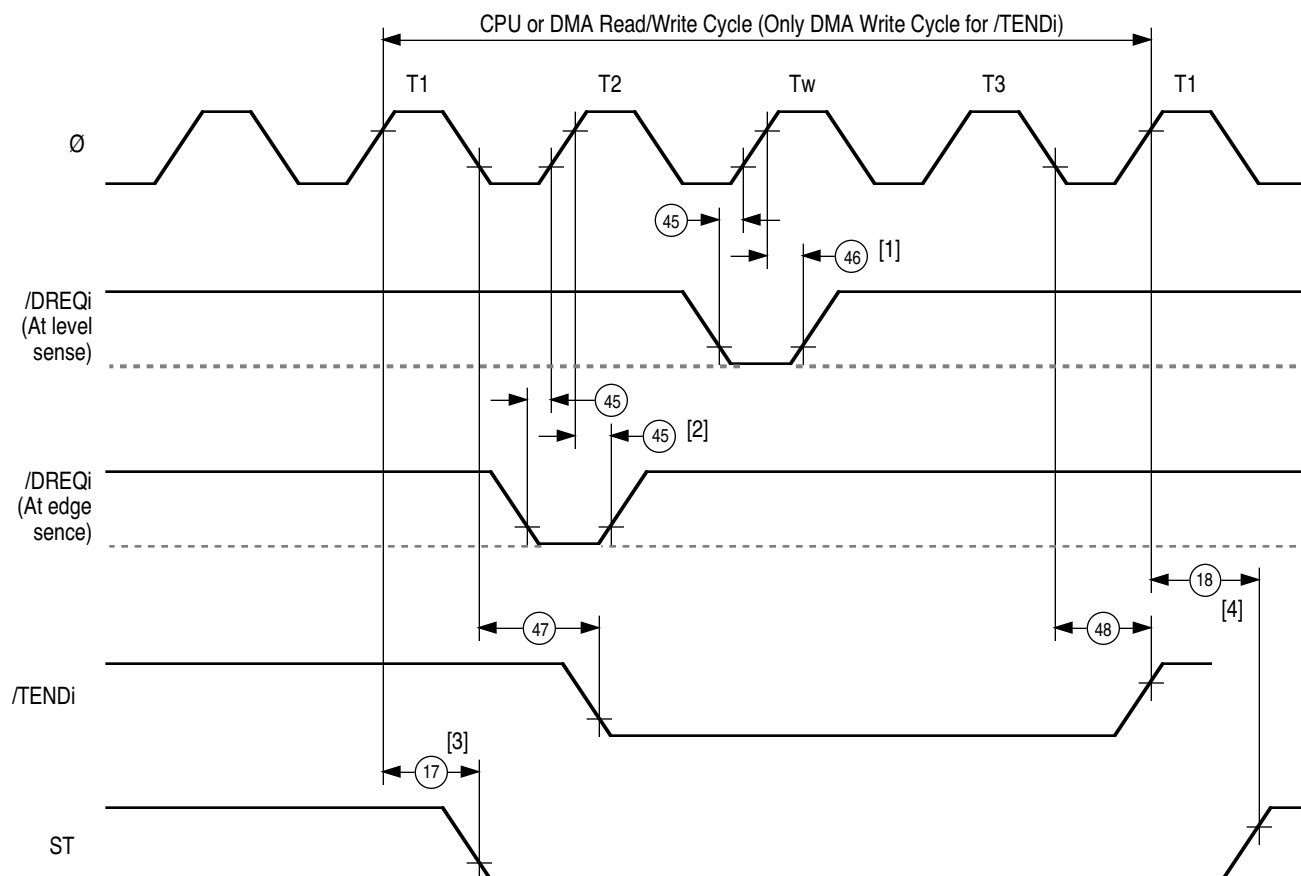 CPU or DMA Read/Write Cycle (Only DMA Write Cycle for /TENDi)
T1 T2 Tw T3 T1
Ø
45
46 [1]
/DREQi
(At level
sense)
45
45 [2]
/DREQi
(At edge
sence)
18
[4]
47 48
/TENDi
[3]
17
ST